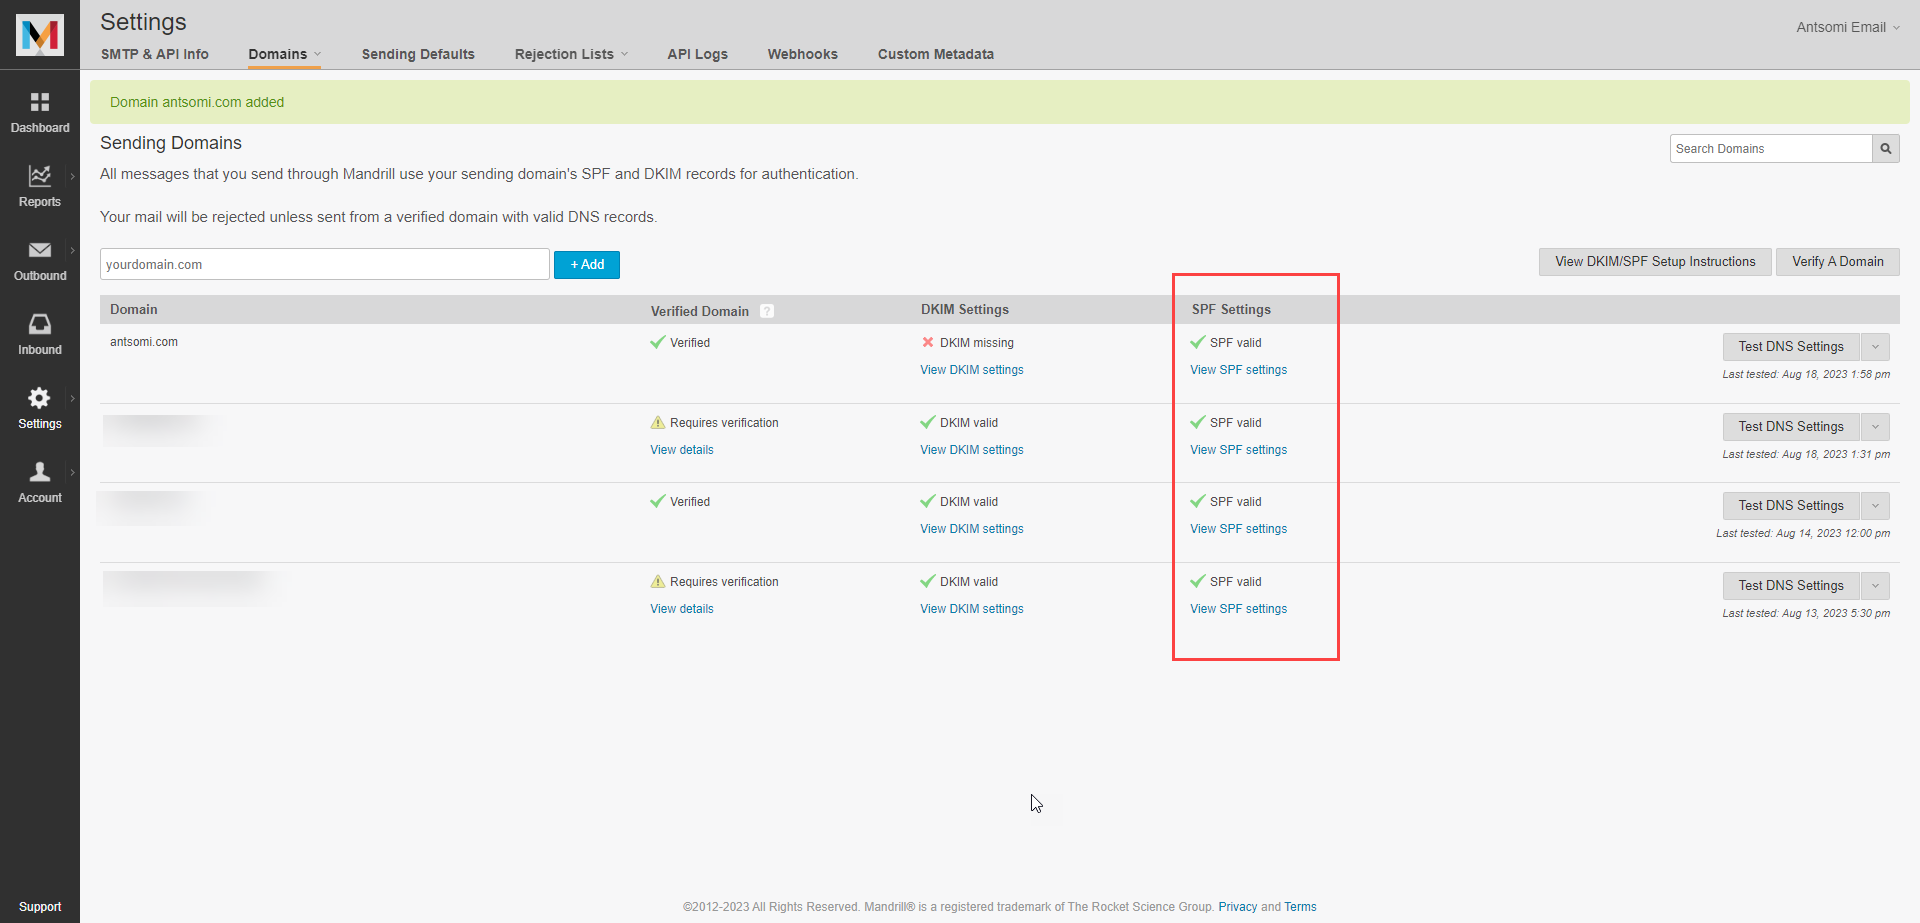 Settings
Antsomi Email
SMTP & API Info Domains Sending Defaults Rejection Lists API Logs Webhooks Custom Metadata
Domain antsomi.com added
Dashboard
Reports
Outbound
Inbound
Settings
Account
Support
Sending Domains
Search Domains
All messages that you send through Mandrill use your sending domain's SPF and DKIM records for authentication.
Your mail will be rejected unless sent from a verified domain with valid DNS records.
yourdomain.com + Add View DKIM/SPF Setup Instructions Verify A Domain
Domain Verified Domain ? DKIM Settings SPF Settings
antsomi.com Verified DKIM missing SPF valid Test DNS Settings
View DKIM settings View SPF settings Last tested: Aug 18, 2023 1:58 pm
Requires verification DKIM valid SPF valid Test DNS Settings
View details View DKIM settings View SPF settings Last tested: Aug 18, 2023 1:31 pm
Verified DKIM valid SPF valid Test DNS Settings
View DKIM settings View SPF settings Last tested: Aug 14, 2023 12:00 pm
Requires verification DKIM valid SPF valid Test DNS Settings
View details View DKIM settings View SPF settings Last tested: Aug 13, 2023 5:30 pm
©2012-2023 All Rights Reserved. Mandrill® is a registered trademark of The Rocket Science Group. Privacy and Terms